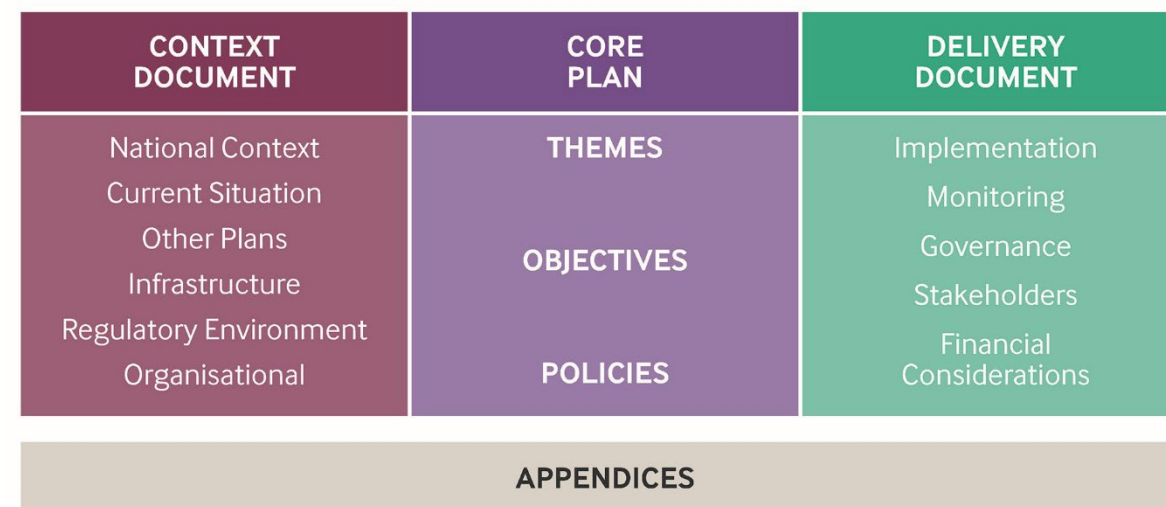 CONTEXT
DOCUMENT
National Context
Current Situation
Other Plans
Infrastructure
Regulatory Environment
Organisational
CORE
PLAN
THEMES
OBJECTIVES
POLICIES
DELIVERY
DOCUMENT
Implementation
Monitoring
Governance
Stakeholders
Financial
Considerations
APPENDICES